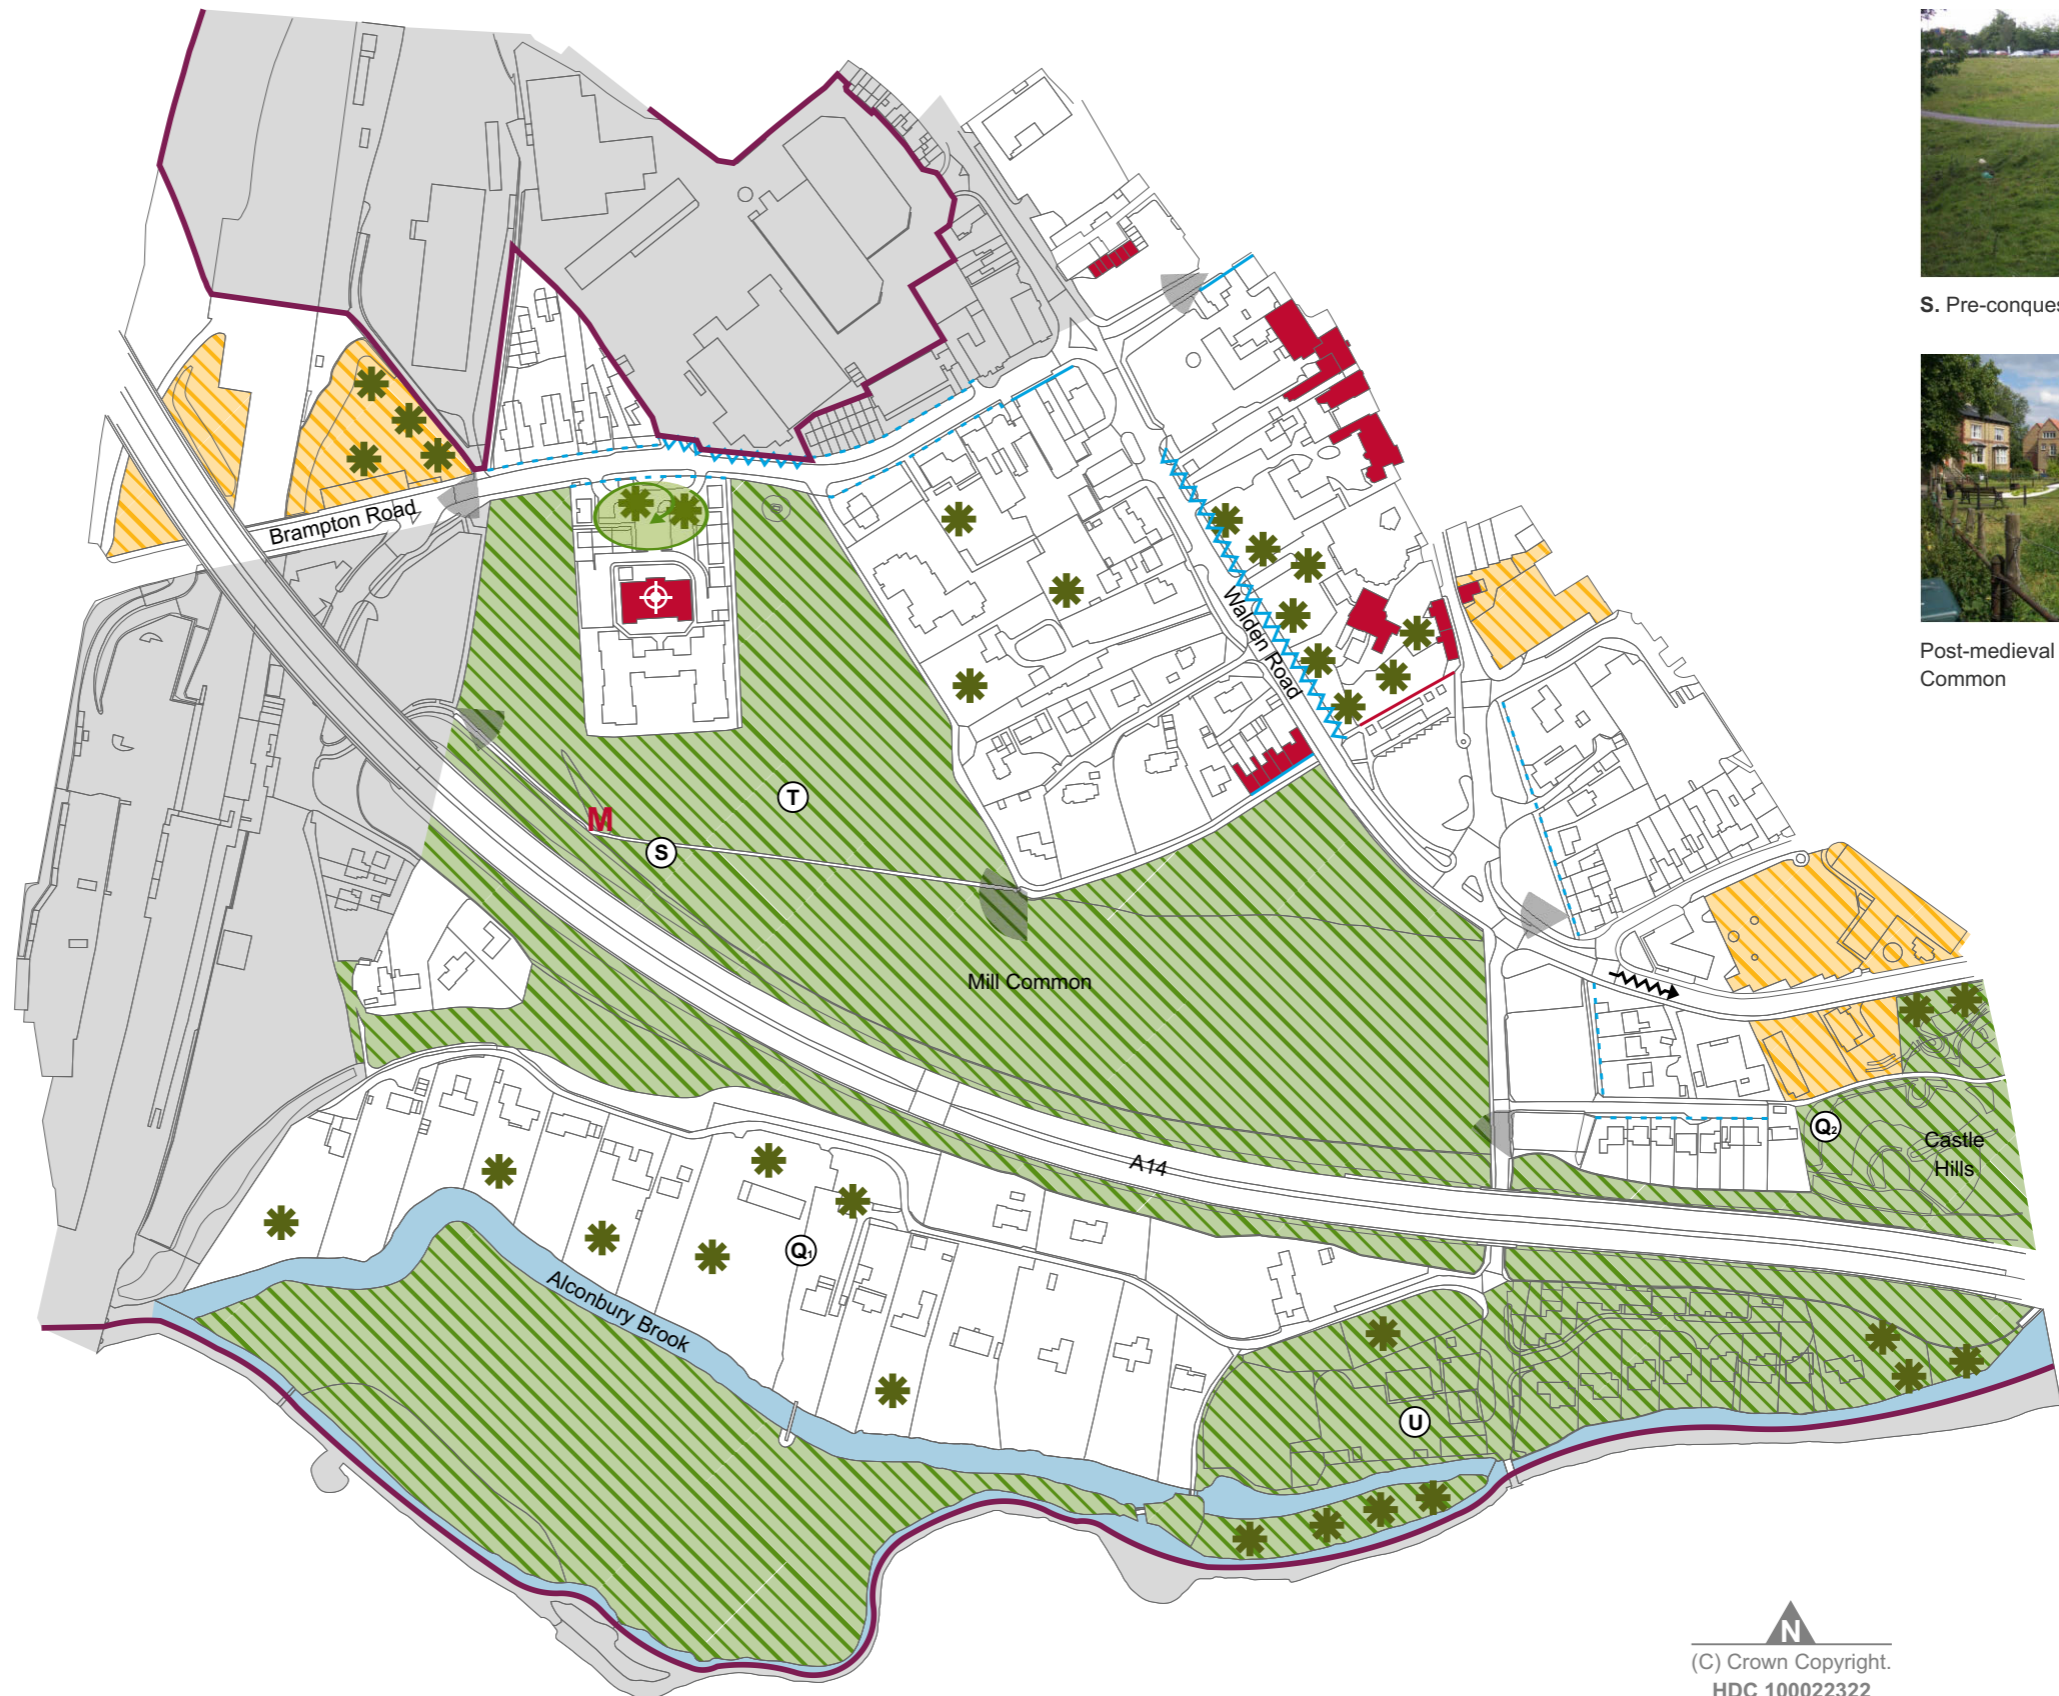 S. Pre-conques
Post-medieval
Common
Brampton Road
Walden Road
M
T
S
Mill Common
Q2
Castle
Hills
A14
Q1
Alconbury Brook
U
N
(C) Crown Copyright.
HDC 100022322